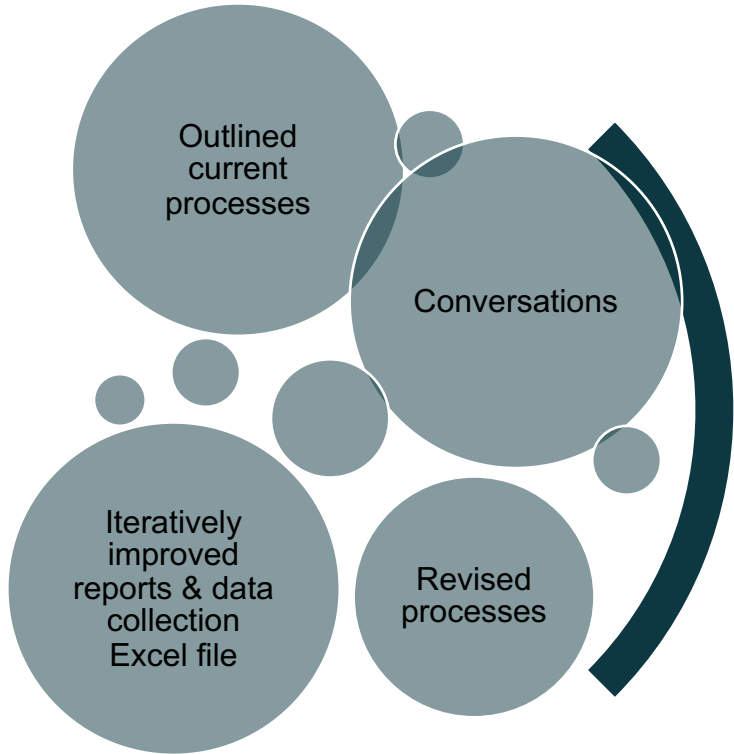 Outlined
current
processes
Conversations
Iteratively
improved
reports & data
collection
Excel file
Revised
processes